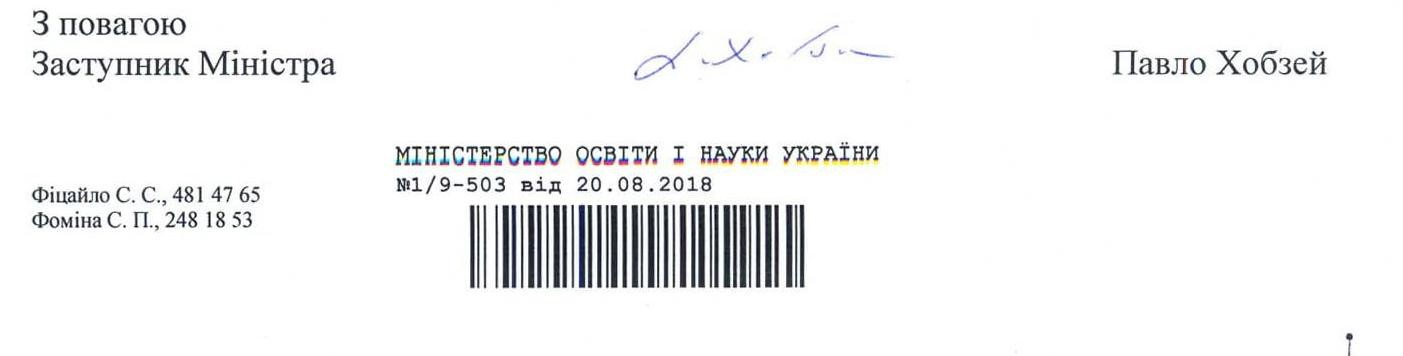 З повагою
Заступник Міністра
Павло Хобзей
МІНІСТЕРСТВО ОСВІТИ І НАУКИ УКРАЇНИ
№1/9-503 від 20.08.2018
Фіцайло С. С., 481 47 65
Фоміна С. П., 248 18 53